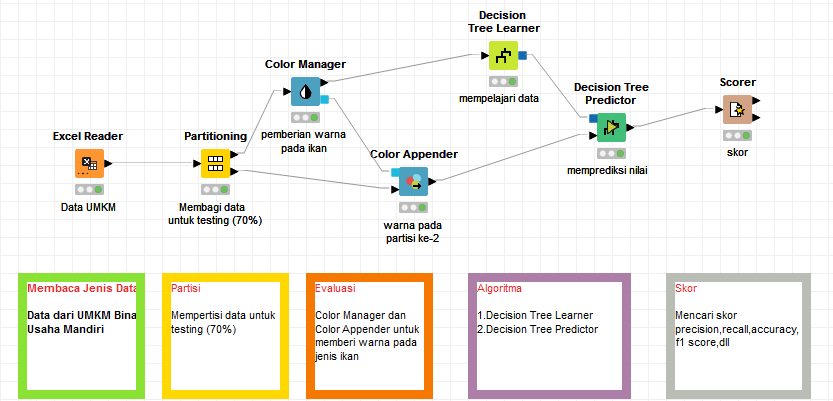 Decision
Tree Learner
mempelajari data
Color Manager
pemberian warna
pada ikan
Decision Tree
Predictor
memprediksi nilai
Scorer
skor
Excel Reader
Data UMKM
Partitioning
Membagi data
untuk testing (70%)
Color Appender
warna pada
partisi ke-2
Membaca Jenis Data
Data dari UMKM Bina
Usaha Mandiri
Partisi
Mempertisi data untuk
testing (70%)
Evaluasi
Color Manager dan
Color Appender untuk
memberi warna pada
jenis ikan
Algoritma
1.Decision Tree Learner
2.Decision Tree Predictor
Skor
Mencari skor
precision,recall,accuracy,
f1 score,dll